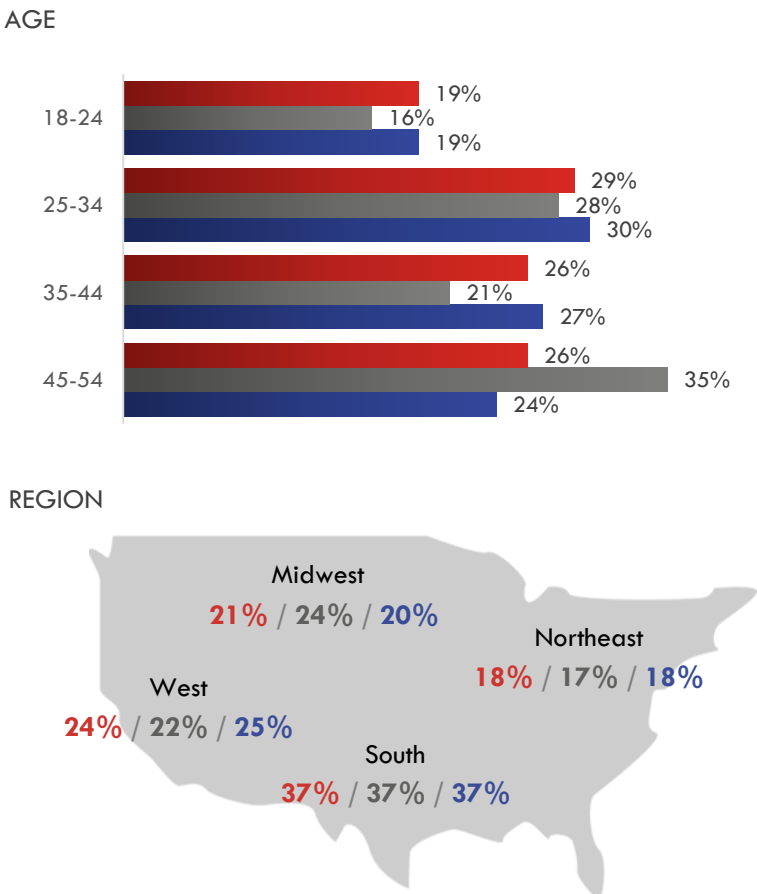 AGE
19%
18-24
16%
19%
29%
25-34
28%
30%
26%
35-44
21%
27%
26%
45-54
35%
24%
REGION
Midwest
21% / 24% / 20%
Northeast
18% / 17% / 18%
West
24% / 22% / 25%
South
37% / 37% / 37%